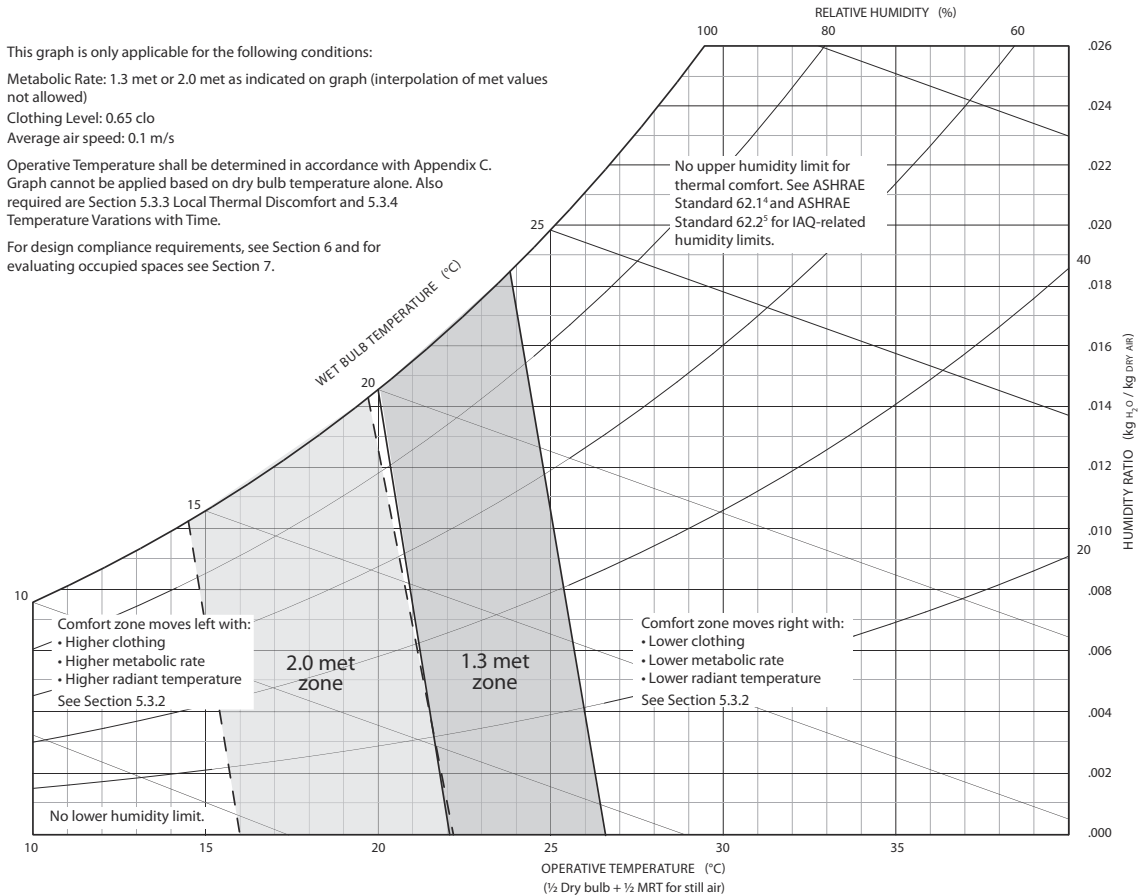 RELATIVE HUMIDITY (%)
100
80
60
This graph is only applicable for the following conditions:
Metabolic Rate: 1.3 met or 2.0 met as indicated on graph (interpolation of met values
not allowed)
Clothing Level: 0.65 clo
Average air speed: 0.1 m/s
Operative Temperature shall be determined in accordance with Appendix C.
Graph cannot be applied based on dry bulb temperature alone. Also
required are Section 5.3.3 Local Thermal Discomfort and 5.3.4
Temperature Varations with Time.
For design compliance requirements, see Section 6 and for
evaluating occupied spaces see Section 7.
No upper humidity limit for
thermal comfort. See ASHRAE
Standard 62.1⁴ and ASHRAE
Standard 62.2⁵ for IAQ-related
humidity limits.
WET BULB TEMPERATURE (°C)
25
20
15
10
40
20
.026
.024
.022
.020
.018
.016
.014
.012
.010
.008
.006
.004
.002
.000
HUMIDITY RATIO (kg H₂O / kg DRY AIR)
Comfort zone moves left with:
• Higher clothing
• Higher metabolic rate
• Higher radiant temperature
See Section 5.3.2
2.0 met
zone
1.3 met
zone
Comfort zone moves right with:
• Lower clothing
• Lower metabolic rate
• Lower radiant temperature
See Section 5.3.2
No lower humidity limit.
10
15
20
25
30
35
OPERATIVE TEMPERATURE (°C)
(½ Dry bulb + ½ MRT for still air)